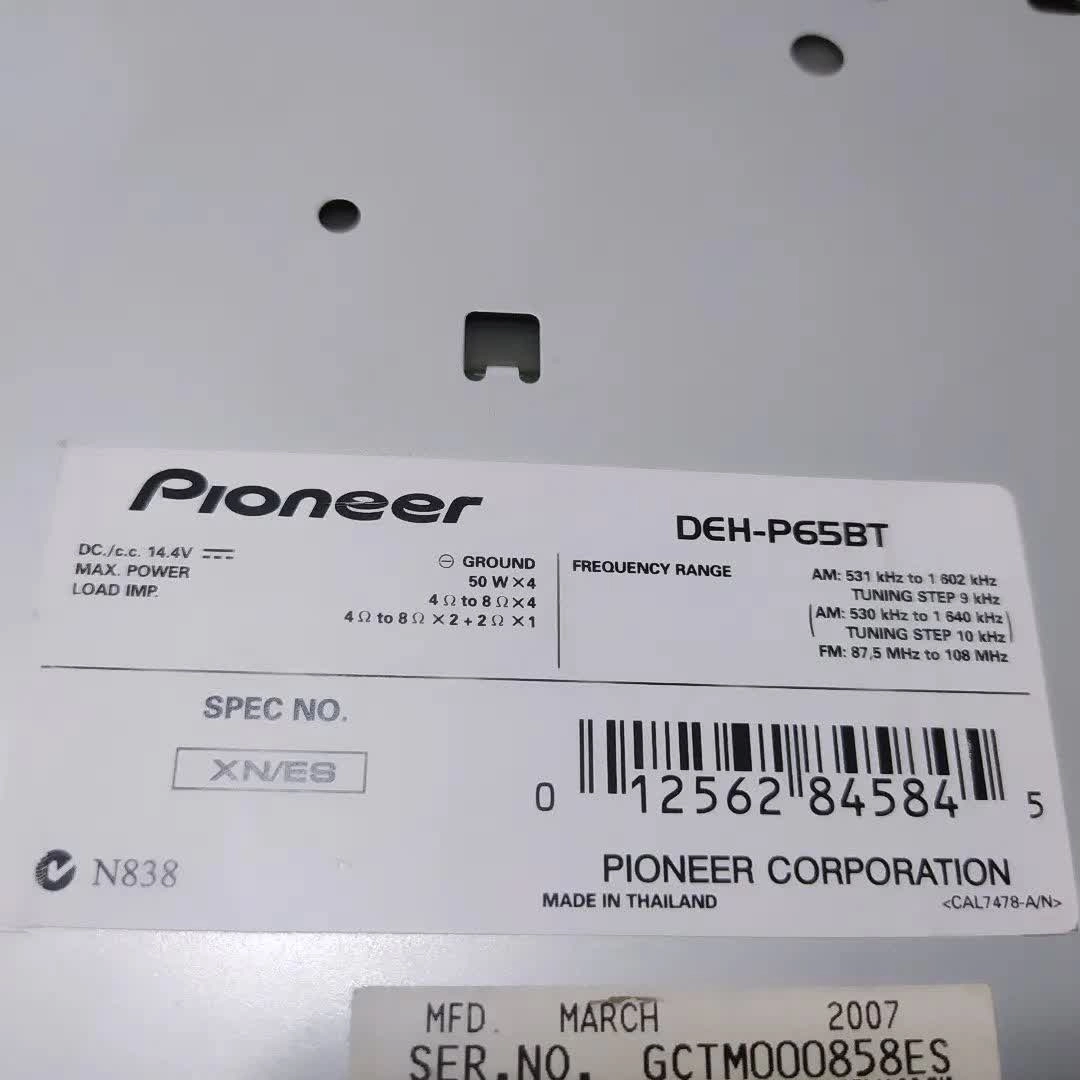 Pioneer
DEH-P65BT
DC./c.c. 14.4V ⎓ ⊖ GROUND
MAX. POWER 50 W×4
LOAD IMP. 4 Ω to 8 Ω×4
4 Ω to 8 Ω ×2 + 2 Ω ×1
FREQUENCY RANGE AM: 531 kHz to 1 602 kHz
TUNING STEP 9 kHz
(AM: 530 kHz to 1 640 kHz
TUNING STEP 10 kHz)
FM: 87,5 MHz to 108 MHz
SPEC NO.
XN/ES
N838
0 12562 84584 5
PIONEER CORPORATION
MADE IN THAILAND <CAL7478-A/N>
MFD. MARCH 2007
SER.NO. GCTM000858ES